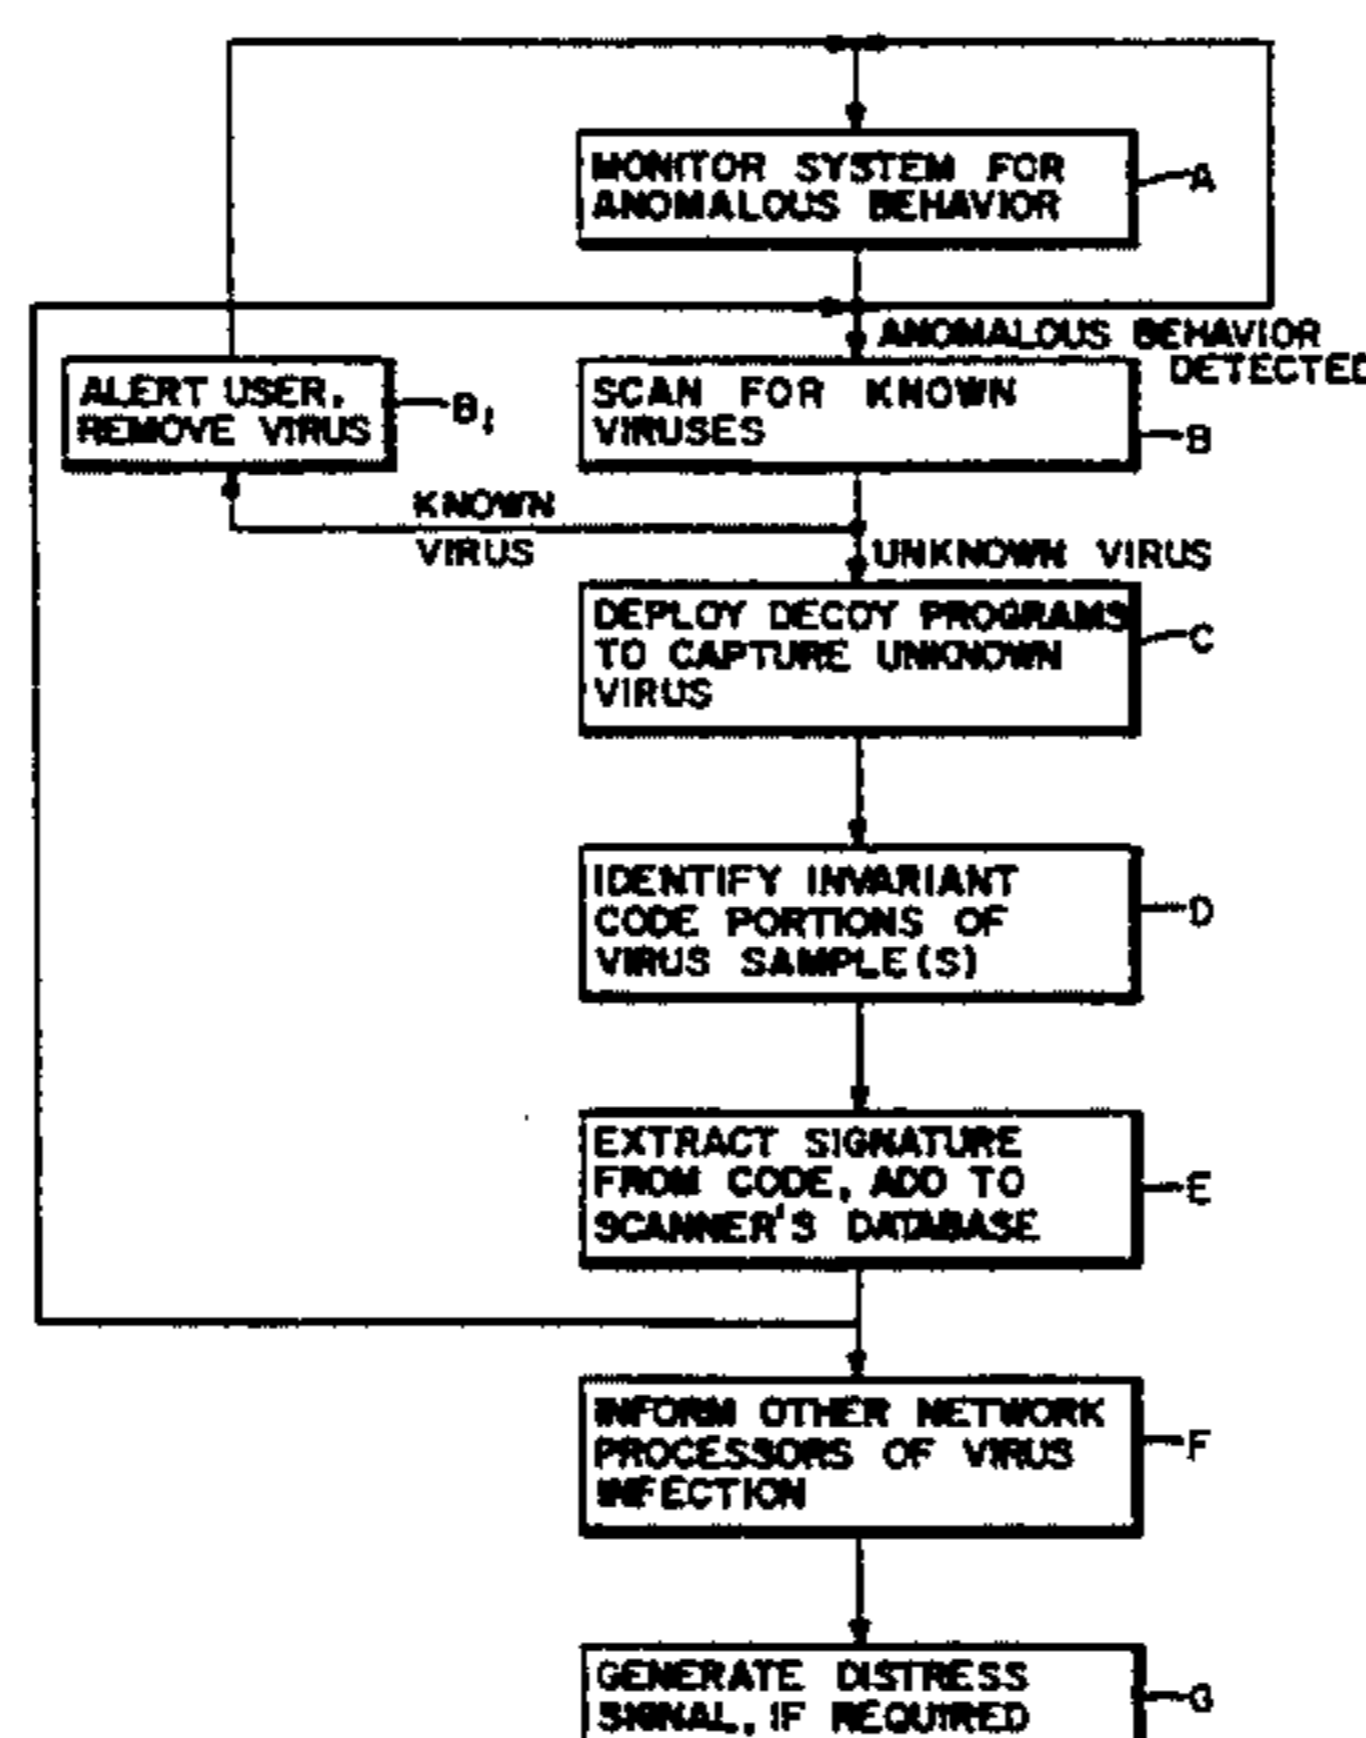 MONITOR SYSTEM FOR
ANOMALOUS BEHAVIOR
A
ANOMALOUS BEHAVIOR
DETECTED
ALERT USER,
REMOVE VIRUS
B1
SCAN FOR KNOWN
VIRUSES
B
KNOWN
VIRUS
UNKNOWN VIRUS
DEPLOY DECOY PROGRAMS
TO CAPTURE UNKNOWN
VIRUS
C
IDENTIFY INVARIANT
CODE PORTIONS OF
VIRUS SAMPLE(S)
D
EXTRACT SIGNATURE
FROM CODE, ADD TO
SCANNER'S DATABASE
E
INFORM OTHER NETWORK
PROCESSORS OF VIRUS
INFECTION
F
GENERATE DISTRESS
SIGNAL, IF REQUIRED
G